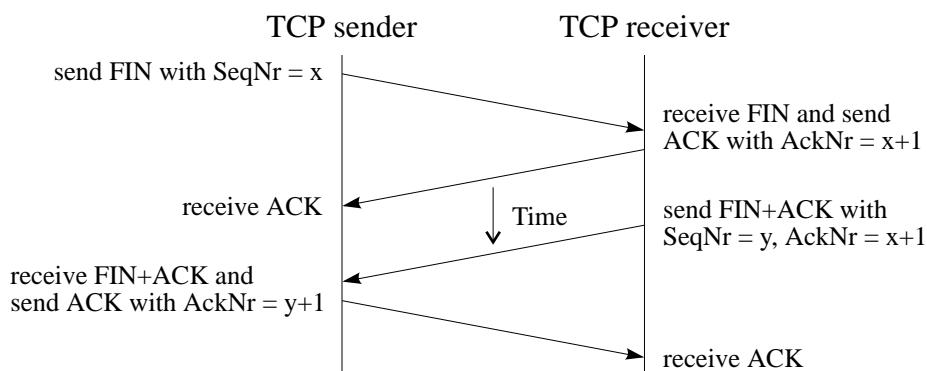 TCP sender
TCP receiver
send FIN with SeqNr = x
receive FIN and send
ACK with AckNr = x+1
receive ACK
Time
send FIN+ACK with
SeqNr = y, AckNr = x+1
receive FIN+ACK and
send ACK with AckNr = y+1
receive ACK